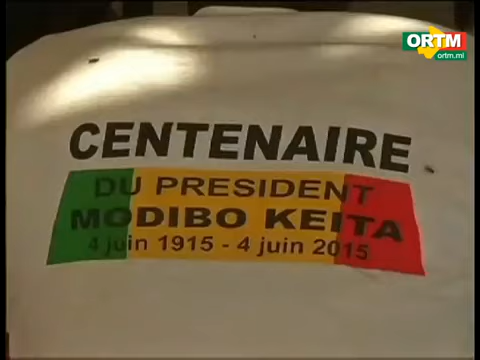 ORTM
ortm.ml
CENTENAIRE
DU PRESIDENT
MODIBO KEITA
4 juin 1915 - 4 juin 2015